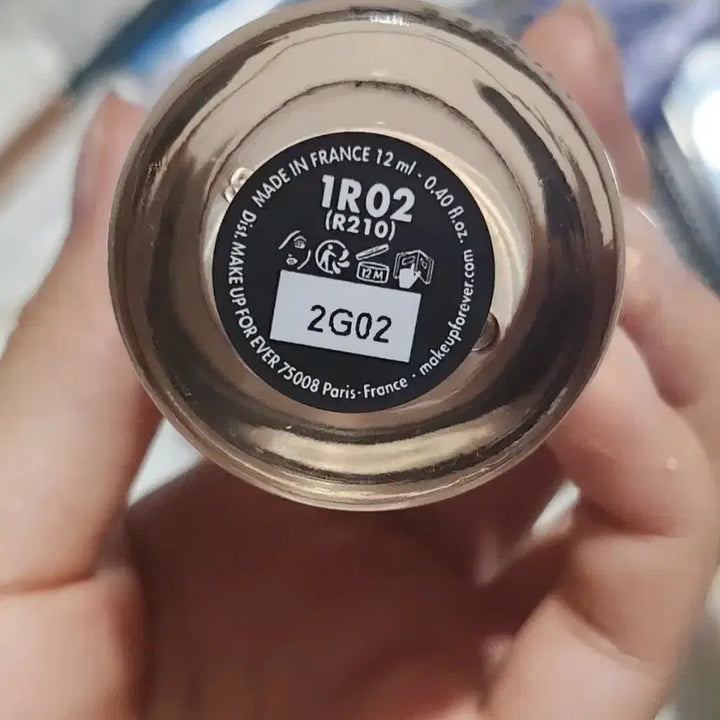 MADE IN FRANCE 12 ml - 0.40 fl.oz.
1R02
(R210)
12 M
2G02
Dist. MAKE UP FOR EVER 75008 Paris-France · makeupforever.com